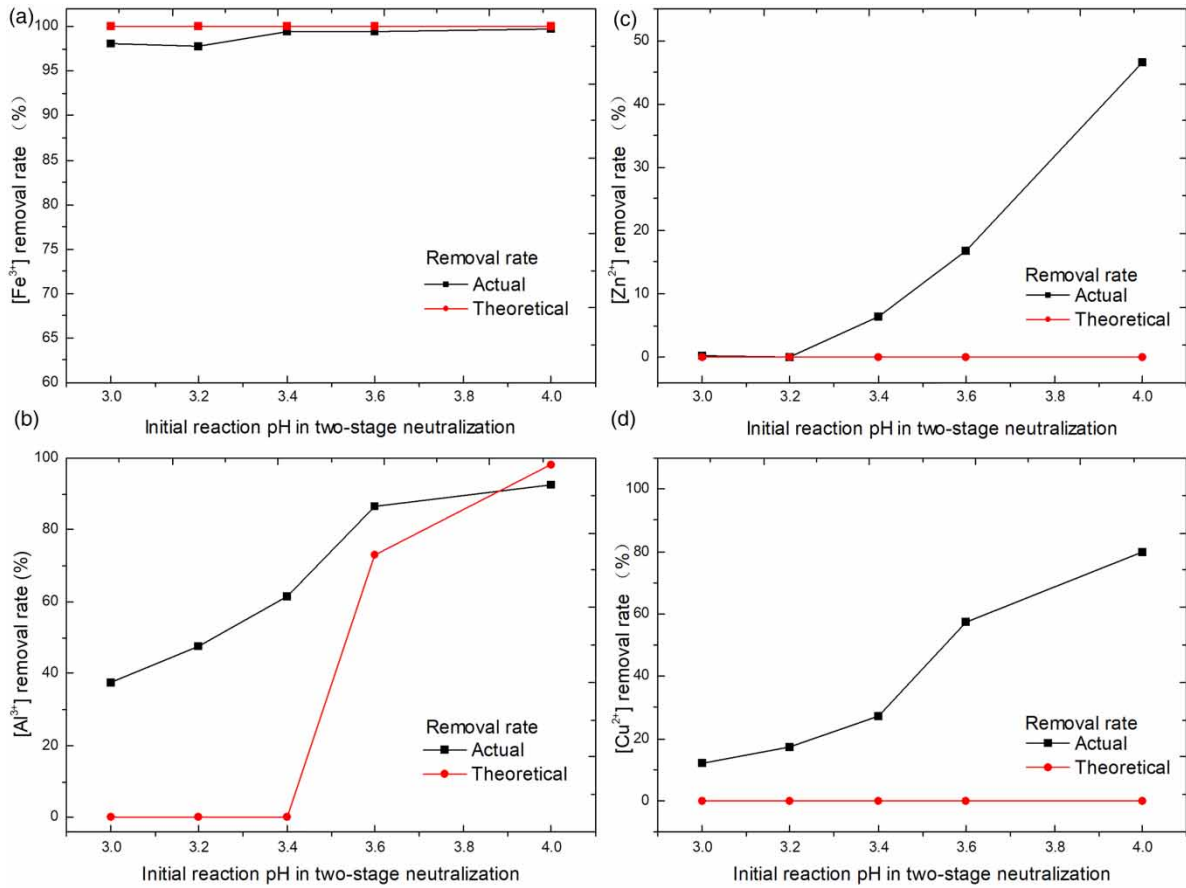 (a)
100
95
90
85
80
75
70
65
60
[Fe³⁺] removal rate（%）
Removal rate
Actual
Theoretical
3.0 3.2 3.4 3.6 3.8 4.0
Initial reaction pH in two-stage neutralization
(b)
100
80
60
40
20
0
[Al³⁺] removal rate (%)
Removal rate
Actual
Theoretical
3.0 3.2 3.4 3.6 3.8 4.0
Initial reaction pH in two-stage neutralization
(c)
50
40
30
20
10
0
[Zn²⁺] removal rate（%）
Removal rate
Actual
Theoretical
3.0 3.2 3.4 3.6 3.8 4.0
Initial reaction pH in two-stage neutralization
(d)
100
80
60
40
20
0
[Cu²⁺] removal rate（%）
Removal rate
Actual
Theoretical
3.0 3.2 3.4 3.6 3.8 4.0
Initial reaction pH in two-stage neutralization